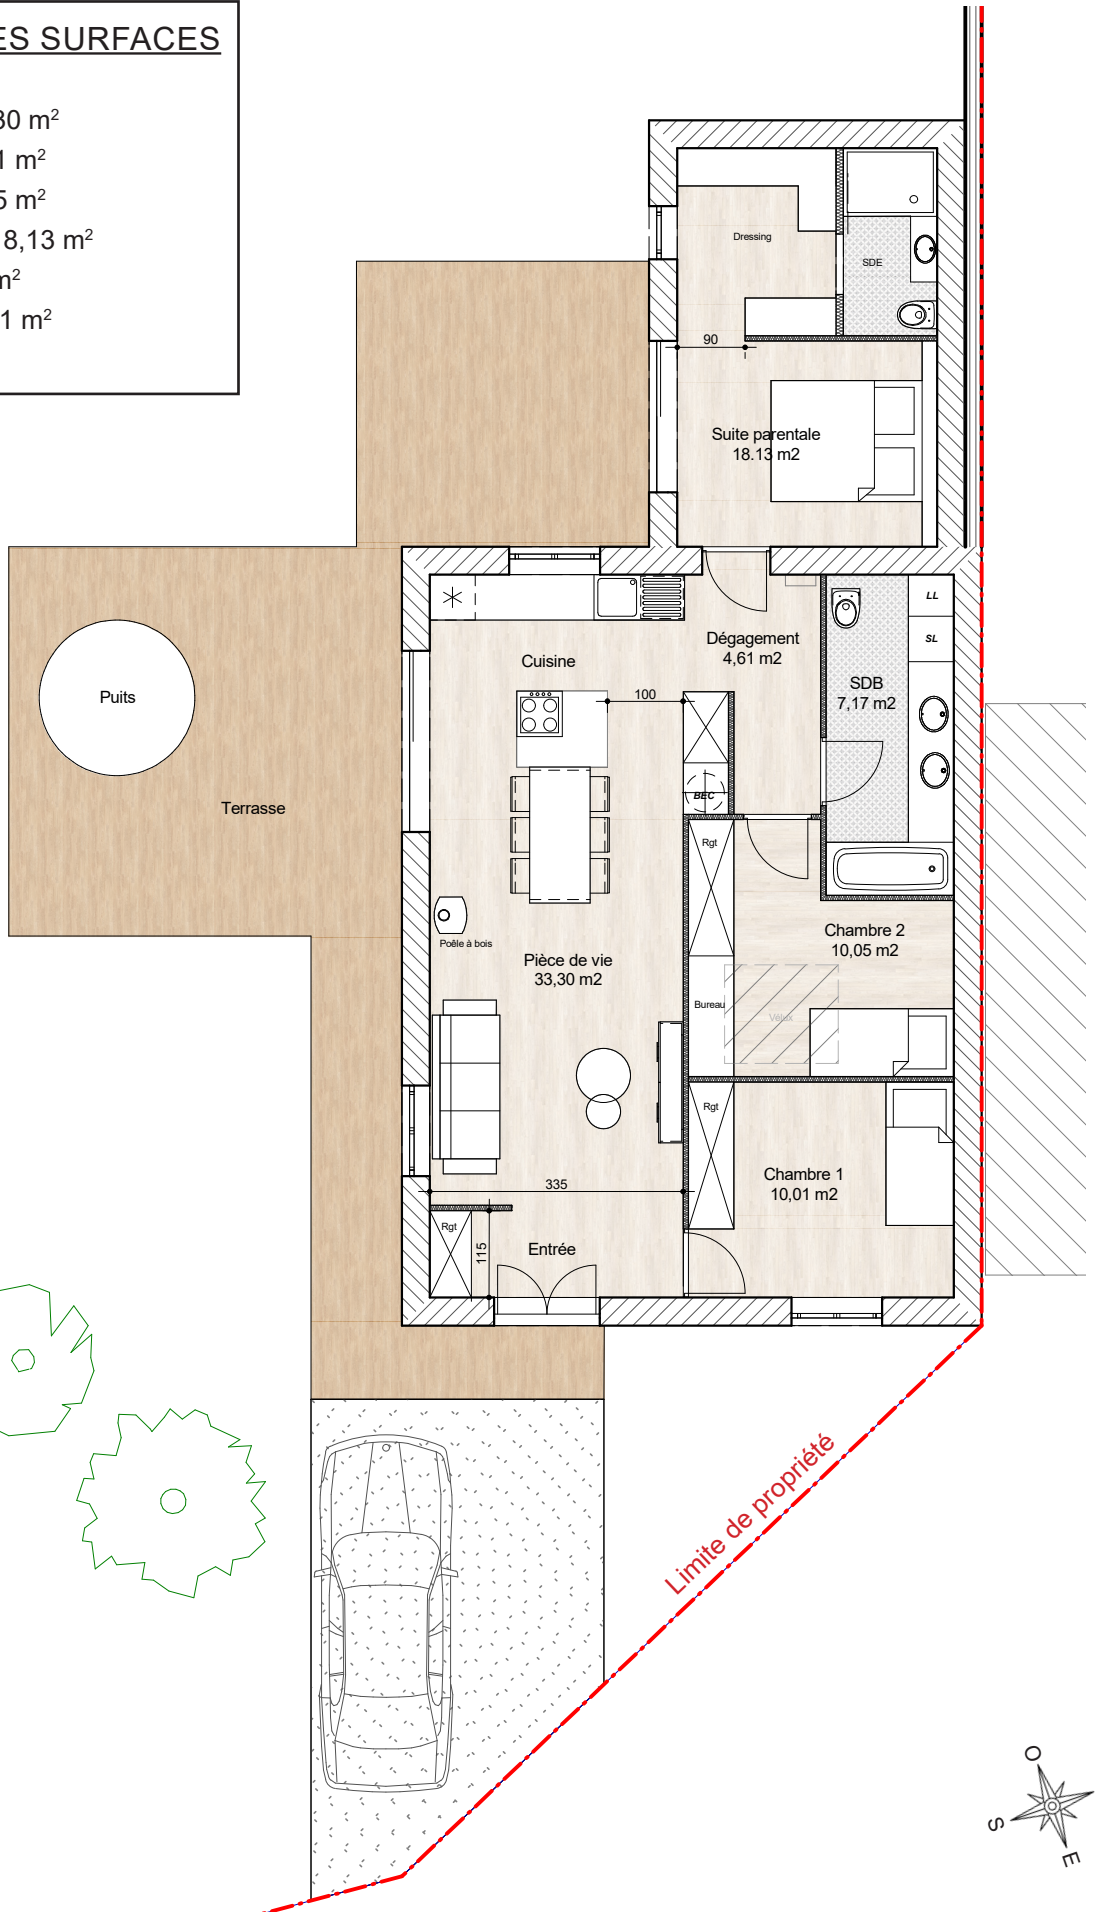 ES SURFACES
30 m²
1 m²
5 m²
8,13 m²
m²
1 m²
Dressing
SDE
90
Suite parentale
18.13 m2
LL
SL
Dégagement
4,61 m2
Cuisine
SDB
7,17 m2
100
Puits
BEC
Terrasse
Rgt
Chambre 2
10,05 m2
Poêle à bois
Pièce de vie
33,30 m2
Bureau
Velux
Rgt
Chambre 1
10,01 m2
335
Rgt
115
Entrée
Limite de propriété
O
S
E